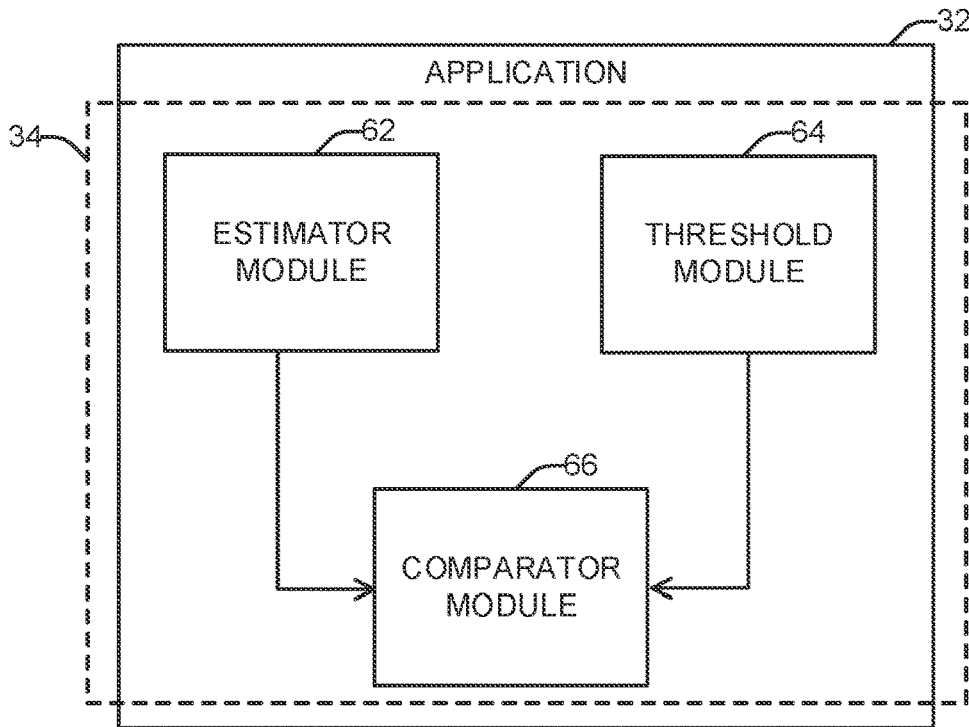 32
APPLICATION
34
62
64
ESTIMATOR
MODULE
THRESHOLD
MODULE
66
COMPARATOR
MODULE